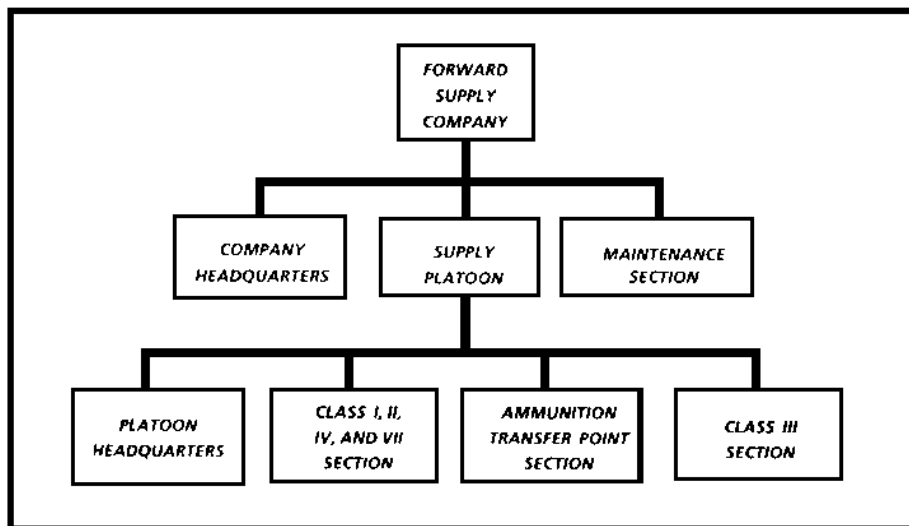 FORWARD
SUPPLY
COMPANY
COMPANY
HEADQUARTERS
SUPPLY
PLATOON
MAINTENANCE
SECTION
PLATOON
HEADQUARTERS
CLASS I, II,
IV, AND VII
SECTION
AMMUNITION
TRANSFER POINT
SECTION
CLASS III
SECTION